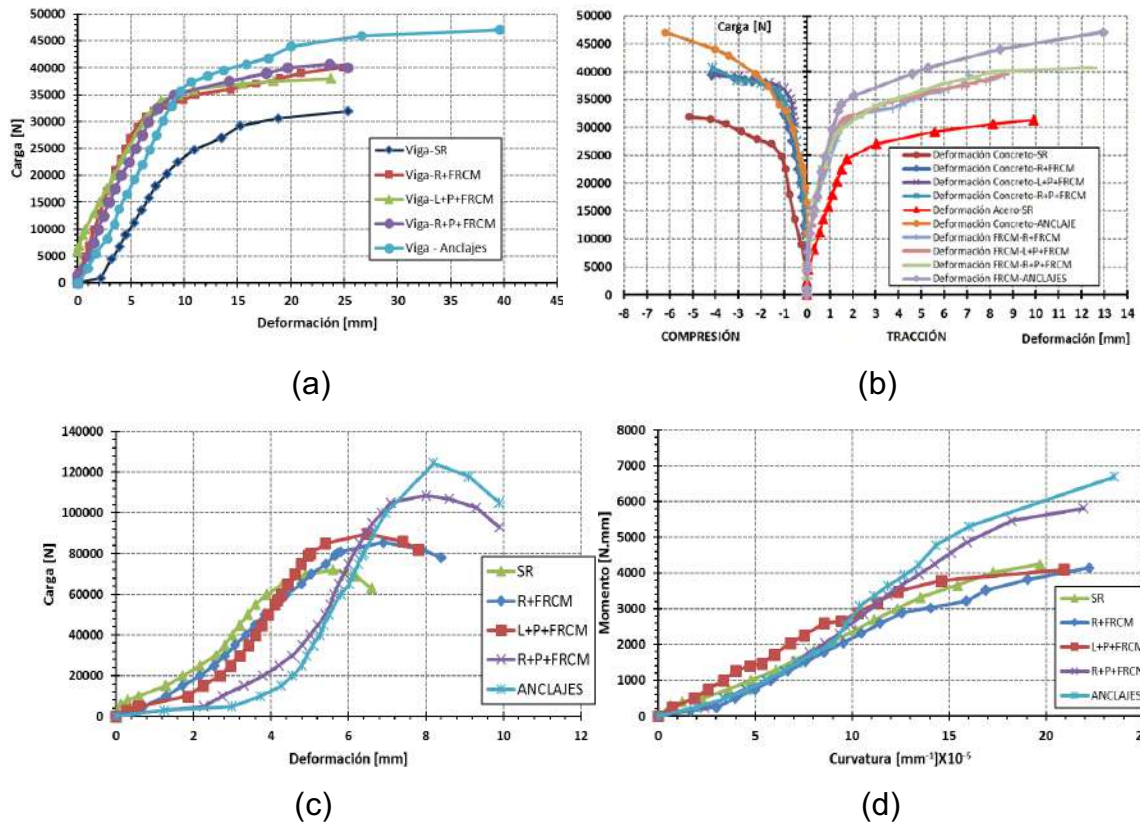 50000
45000
40000
35000
30000
25000
20000
15000
10000
5000
0
Carga [N]
Viga-SR
Viga-R+FRCM
Viga-L+P+FRCM
Viga-R+P+FRCM
Viga - Anclajes
0 5 10 15 20 25 30 35 40 45
Deformación [mm]
(a)
Carga [N]
50000
45000
40000
35000
30000
25000
20000
15000
10000
5000
0
Deformación Concreto-SR
Deformación Concreto-R+FRCM
Deformación Concreto-L+P+FRCM
Deformación Concreto-R+P+FRCM
Deformación Acero-SR
Deformación Concreto-ANCLAJE
Deformación FRCM-R+FRCM
Deformación FRCM-L+P+FRCM
Deformación FRCM-R+P+FRCM
Deformación FRCM-ANCLAJES
-8 -7 -6 -5 -4 -3 -2 -1 0 1 2 3 4 5 6 7 8 9 10 11 12 13 14
COMPRESIÓN TRACCIÓN Deformación [mm]
(b)
140000
120000
100000
80000
60000
40000
20000
0
Carga [N]
SR
R+FRCM
L+P+FRCM
R+P+FRCM
ANCLAJES
0 2 4 6 8 10 12
Deformación [mm]
(c)
8000
7000
6000
5000
4000
3000
2000
1000
0
Momento [N.mm]
SR
R+FRCM
L+P+FRCM
R+P+FRCM
ANCLAJES
0 5 10 15 20
Curvatura [mm⁻¹]X10⁻⁵
(d)